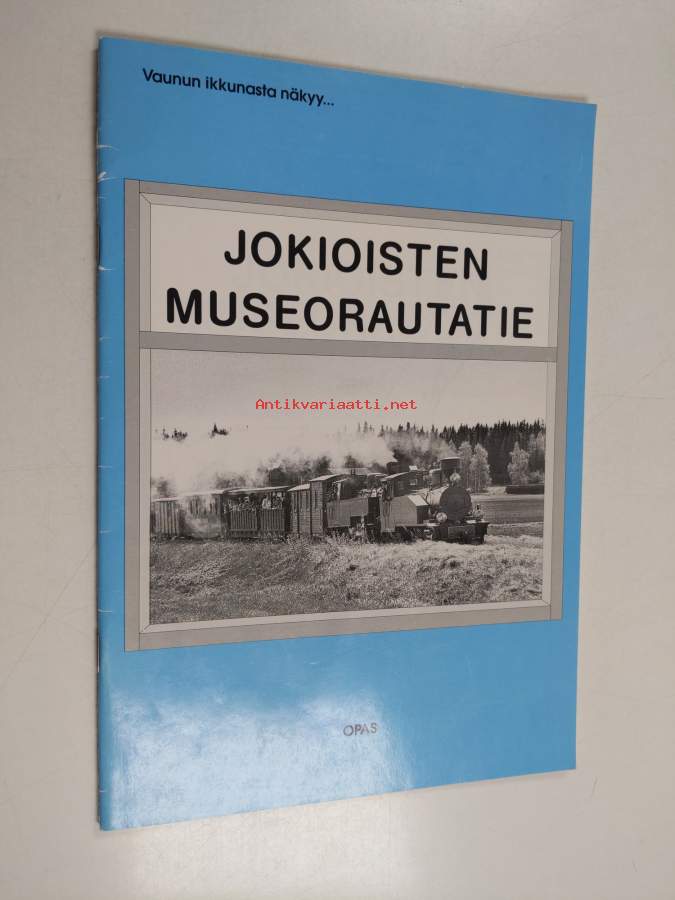 Vaunun ikkunasta näkyy...
JOKIOISTEN
MUSEORAUTATIE
Antikvariaatti.net
OPAS